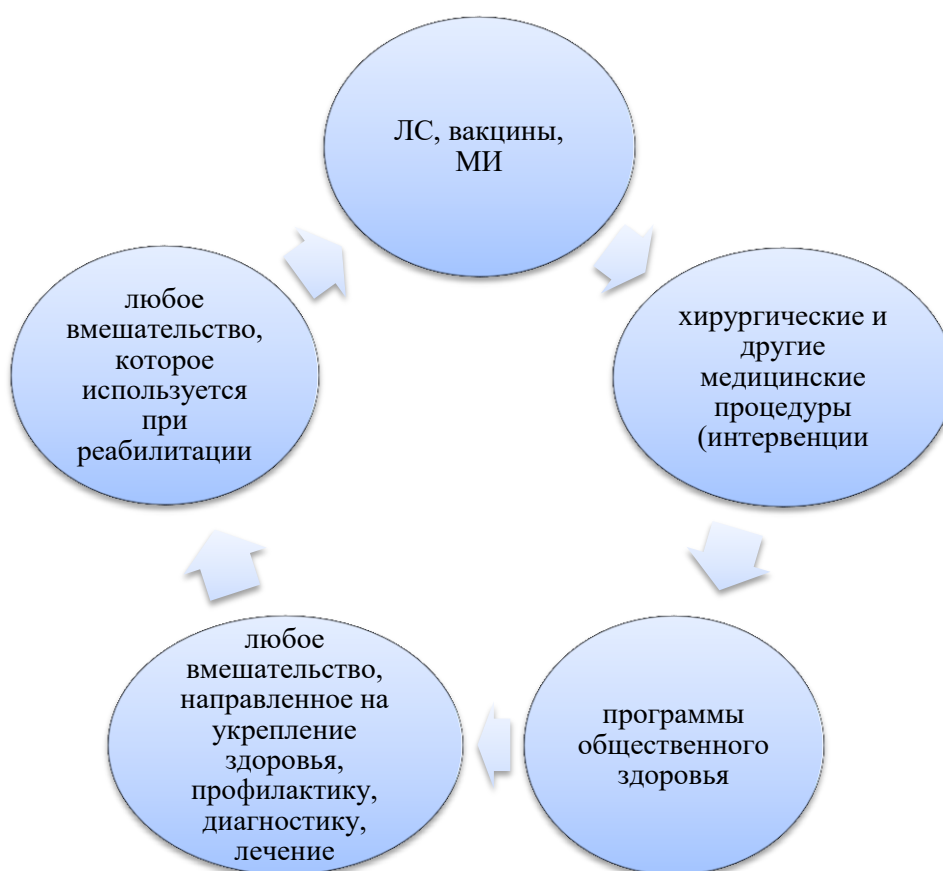 ЛС, вакцины,
МИ
хирургические и
другие
медицинские
процедуры
(интервенции
программы
общественного
здоровья
любое
вмешательство,
направленное на
укрепление
здоровья,
профилактику,
диагностику,
лечение
любое
вмешательство,
которое
используется
при
реабилитации